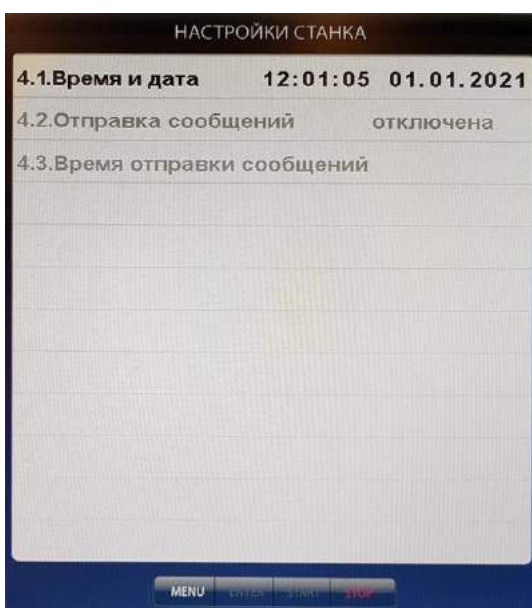 НАСТРОЙКИ СТАНКА
4.1.Время и дата 12:01:05 01.01.2021
4.2.Отправка сообщений отключена
4.3.Время отправки сообщений
MENU ENTER START STOP